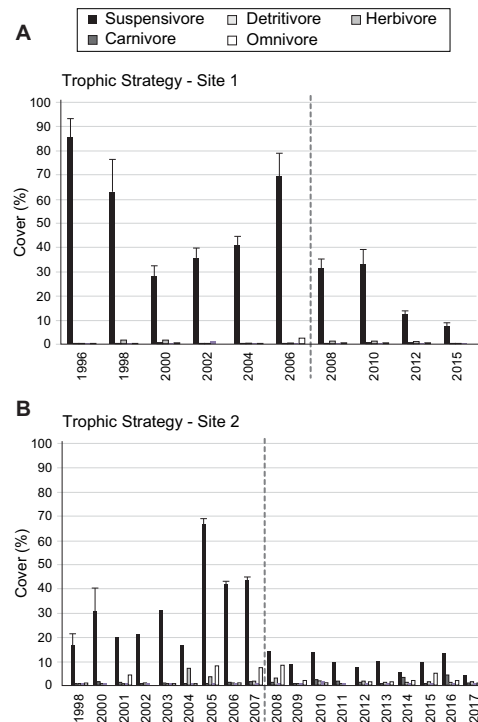 Suspensivore Detritivore Herbivore
Carnivore Omnivore
A
Trophic Strategy - Site 1
100
90
80
70
60
50
40
30
20
10
0
Cover (%)
1996 1998 2000 2002 2004 2006 2008 2010 2012 2015
B
Trophic Strategy - Site 2
100
90
80
70
60
50
40
30
20
10
0
Cover (%)
1998 2000 2001 2002 2003 2004 2005 2006 2007 2008 2009 2010 2011 2012 2013 2014 2015 2016 2017